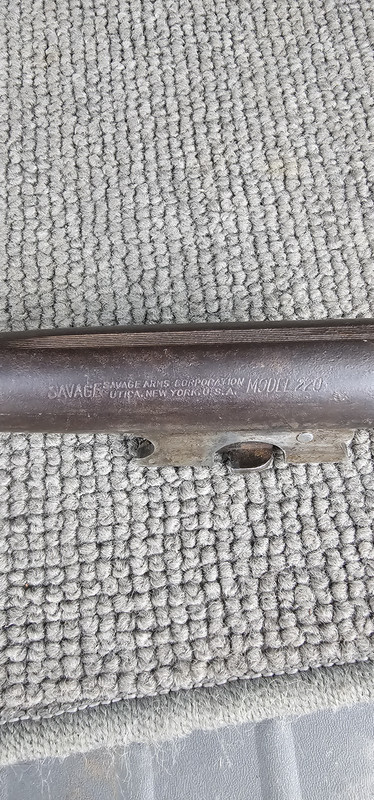 SAVAGE SAVAGE ARMS CORPORATION MODEL 220
UTICA, NEW YORK, U.S.A.